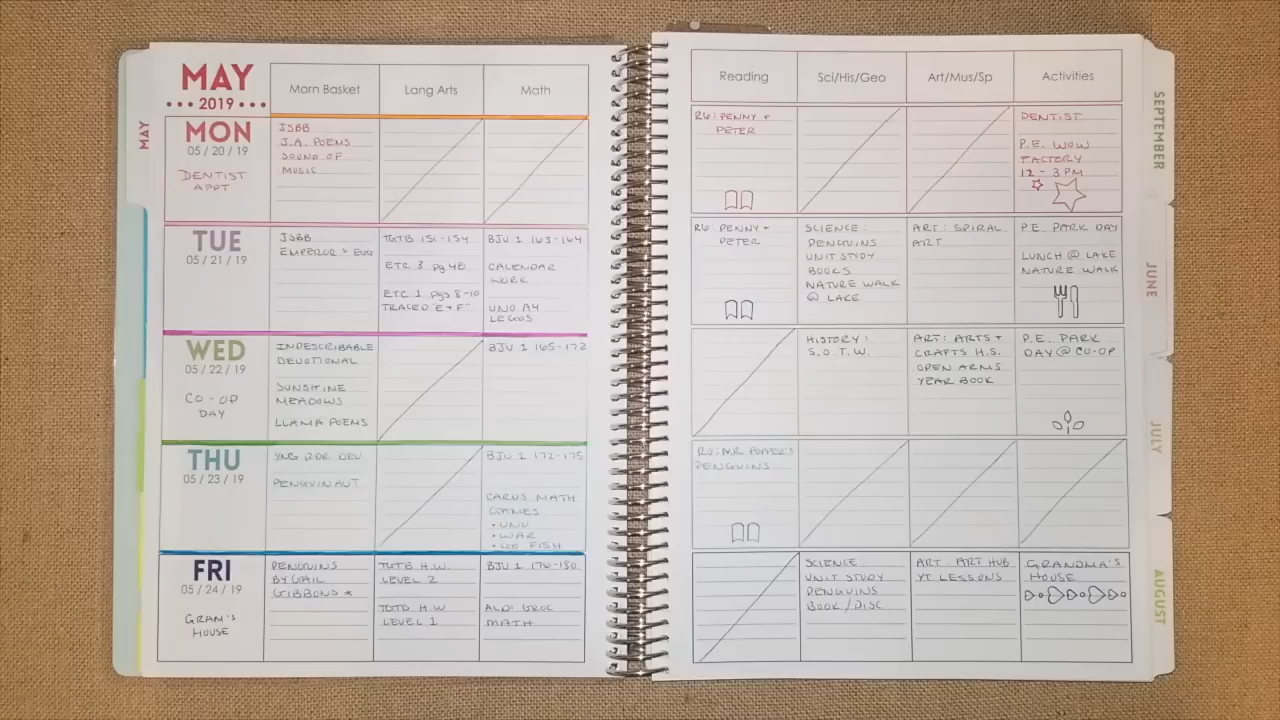 MAY
2019
Morn Basket
Lang Arts
Math
Reading
Sci/His/Geo
Art/Mus/Sp
Activities
MAY
MON
05 / 20 / 19
DENTIST
APPT
JSBB
J.A. POEMS
SOUND OF
MUSIC
R6: PENNY +
PETER
DENTIST
P.E. WOW
FACTORY
12 - 3 PM
TUE
05 / 21 / 19
JSBB
EMPEROR'S EGG
TGTB 151-154
ETC 3 pg 48
ETC 1 pgs 8-10
TRACED "E + F"
BJU 1 163-164
CALENDAR
WORK
UNO A4
LEGOS
R6: PENNY +
PETER
SCIENCE:
PENGUINS
UNIT STUDY
BOOKS
NATURE WALK
@ LAKE
ART: SPIRAL
ART
P.E. PARK DAY
LUNCH @ LAKE
NATURE WALK
WED
05 / 22 / 19
CO-OP
DAY
INDESCRIBABLE
DEVOTIONAL
SUNSHINE
MEADOWS
LLAMA POEMS
BJU 1 165-172
HISTORY:
S.O.T.W.
ART: ARTS +
CRAFTS H.S.
OPEN ARMS
YEAR BOOK
P.E. PARK
DAY @ CO-OP
THU
05 / 23 / 19
YNG RDR DEV.
PENGUINAUT
BJU 1 172-175
CARDS MATH
GAMES
• UNO
• WAR
• GO FISH
MR POPPER'S
PENGUINS
FRI
05 / 24 / 19
GRAM'S
HOUSE
PENGUINS
BY GAIL
GIBBONS *
TGTB H.W.
LEVEL 2
TGTB H.W
LEVEL 1
BJU 1 176-180
ALDI GROC
MATH
SCIENCE
UNIT STUDY
PENGUINS
BOOK / DISC
ART: ART HUB
YT LESSONS
GRANDMA'S
HOUSE
SEPTEMBER
JUNE
JULY
AUGUST